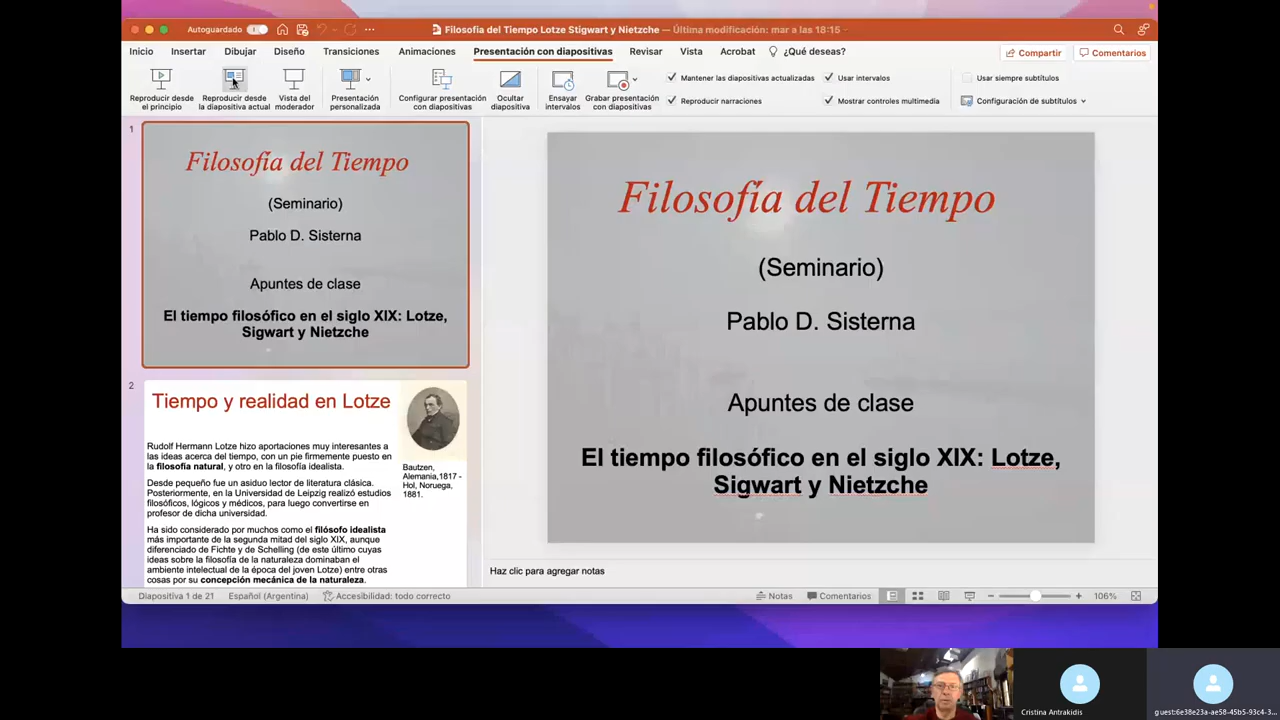 Autoguardado
Filosofía del Tiempo Lotze Stigwart y Nietzche — Última modificación: mar a las 18:15
Inicio Insertar Dibujar Diseño Transiciones Animaciones Presentación con diapositivas Revisar Vista Acrobat ¿Qué deseas? Compartir Comentarios
Reproducir desde el principio
Reproducir desde la diapositiva actual
Vista del moderador
Presentación personalizada
Configurar presentación con diapositivas
Ocultar diapositiva
Ensayar intervalos
Grabar presentación con diapositivas
Mantener las diapositivas actualizadas
Reproducir narraciones
Usar intervalos
Mostrar controles multimedia
Usar siempre subtítulos
Configuración de subtítulos
1
Filosofía del Tiempo
(Seminario)
Pablo D. Sisterna
Apuntes de clase
El tiempo filosófico en el siglo XIX: Lotze,
Sigwart y Nietzche
2
Tiempo y realidad en Lotze
Rudolf Hermann Lotze hizo aportaciones muy interesantes a
las ideas acerca del tiempo, con un pie firmemente puesto en
la filosofía natural, y otro en la filosofía idealista.
Desde pequeño fue un asiduo lector de literatura clásica.
Posteriormente, en la Universidad de Leipzig realizó estudios
filosóficos, lógicos y médicos, para luego convertirse en
profesor de dicha universidad.
Ha sido considerado por muchos como el filósofo idealista
más importante de la segunda mitad del siglo XIX, aunque
diferenciado de Fichte y de Schelling (de este último cuyas
ideas sobre la filosofía de la naturaleza dominaban el
ambiente intelectual de la época del joven Lotze) entre otras
cosas por su concepción mecánica de la naturaleza.
Bautzen,
Alemania,1817 -
Hol, Noruega,
1881.
Filosofía del Tiempo
(Seminario)
Pablo D. Sisterna
Apuntes de clase
El tiempo filosófico en el siglo XIX: Lotze,
Sigwart y Nietzche
Haz clic para agregar notas
Diapositiva 1 de 21 Español (Argentina) Accesibilidad: todo correcto Notas Comentarios 106%
Cristina Antrakidis
guest:6e38e23a-ae58-45b5-93c4-3...